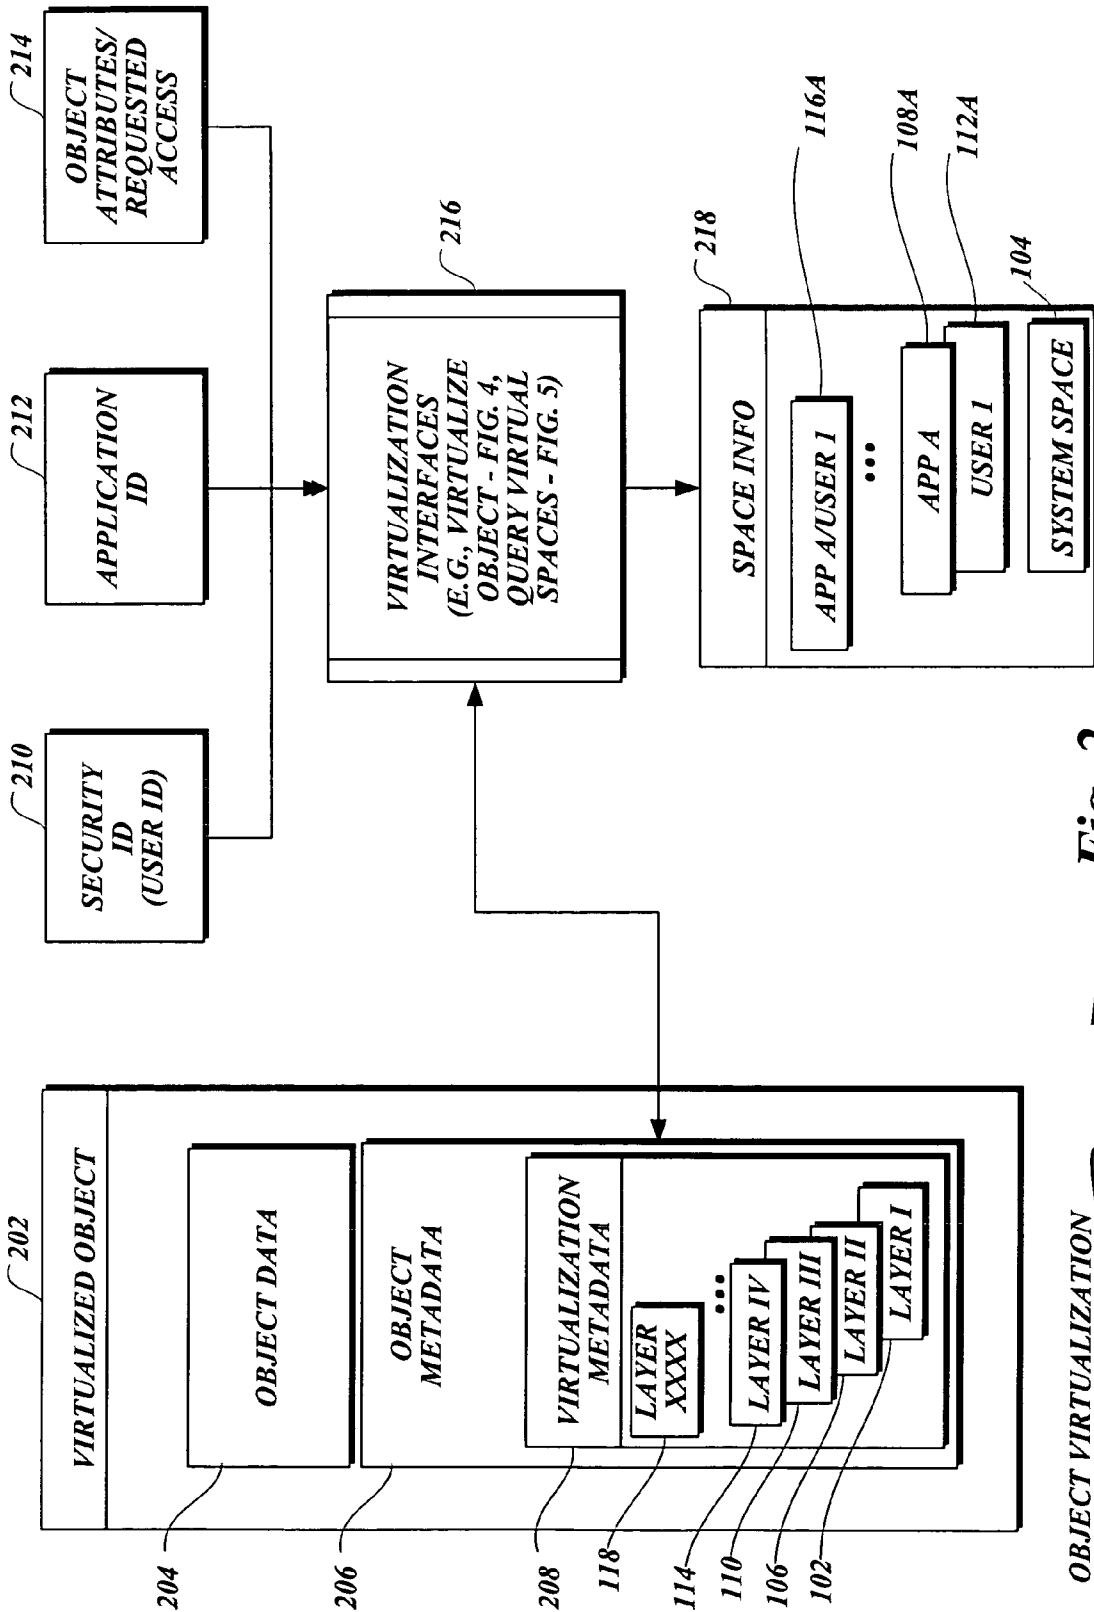 202
VIRTUALIZED OBJECT
204
OBJECT DATA
206
OBJECT
METADATA
208
VIRTUALIZATION
METADATA
118
LAYER
XXXX
•••
114
LAYER IV
110
LAYER III
106
LAYER II
102
LAYER I
OBJECT VIRTUALIZATION
210
SECURITY
ID
(USER ID)
212
APPLICATION
ID
214
OBJECT
ATTRIBUTES/
REQUESTED
ACCESS
216
VIRTUALIZATION
INTERFACES
(E.G., VIRTUALIZE
OBJECT - FIG. 4,
QUERY VIRTUAL
SPACES - FIG. 5)
218
SPACE INFO
116A
APP A/USER 1
•••
108A
APP A
112A
USER 1
104
SYSTEM SPACE